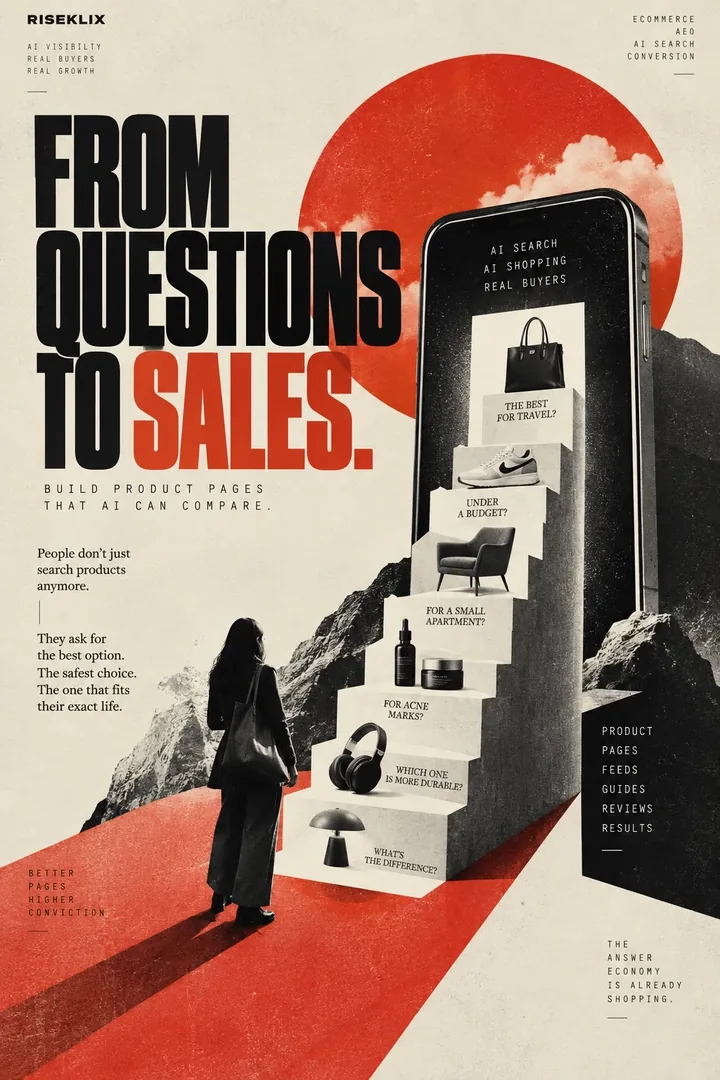 RISEKLIX
AI VISIBILTY
REAL BUYERS
REAL GROWTH
ECOMMERCE
AEO
AI SEARCH
CONVERSION
FROM
QUESTIONS
TO SALES.
BUILD PRODUCT PAGES
THAT AI CAN COMPARE.
People don't just
search products
anymore.
They ask for
the best option.
The safest choice.
The one that fits
their exact life.
AI SEARCH
AI SHOPPING
REAL BUYERS
THE BEST
FOR TRAVEL?
UNDER
A BUDGET?
FOR A SMALL
APARTMENT?
FOR ACNE
MARKS?
WHICH ONE
IS MORE DURABLE?
WHAT'S
THE DIFFERENCE?
PRODUCT
PAGES
FEEDS
GUIDES
REVIEWS
RESULTS
BETTER
PAGES
HIGHER
CONVICTION
THE
ANSWER
ECONOMY
IS ALREADY
SHOPPING.